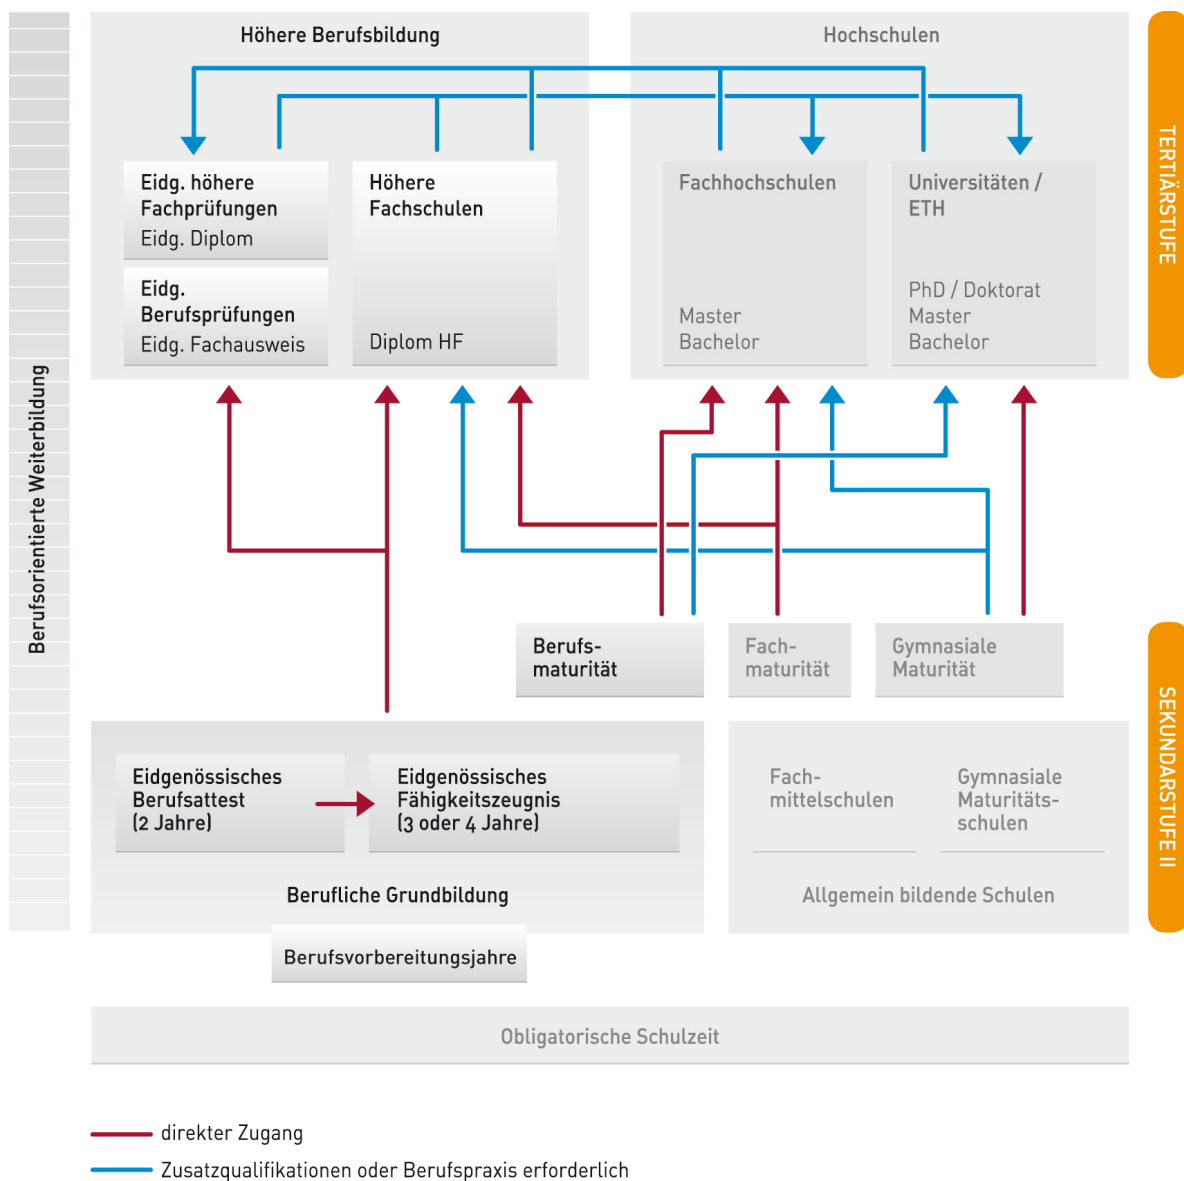 Höhere Berufsbildung
Hochschulen
Eidg. höhere
Fachprüfungen
Eidg. Diplom
Eidg.
Berufsprüfungen
Eidg. Fachausweis
Höhere
Fachschulen
Diplom HF
Fachhochschulen
Master
Bachelor
Universitäten /
ETH
PhD / Doktorat
Master
Bachelor
TERTIÄRSTUFE
Berufsorientierte Weiterbildung
Berufs-
maturität
Fach-
maturität
Gymnasiale
Maturität
SEKUNDARSTUFE II
Eidgenössisches
Berufsattest
(2 Jahre)
Eidgenössisches
Fähigkeitszeugnis
(3 oder 4 Jahre)
Berufliche Grundbildung
Fach-
mittelschulen
Gymnasiale
Maturitäts-
schulen
Allgemein bildende Schulen
Berufsvorbereitungsjahre
Obligatorische Schulzeit
direkter Zugang
Zusatzqualifikationen oder Berufspraxis erforderlich